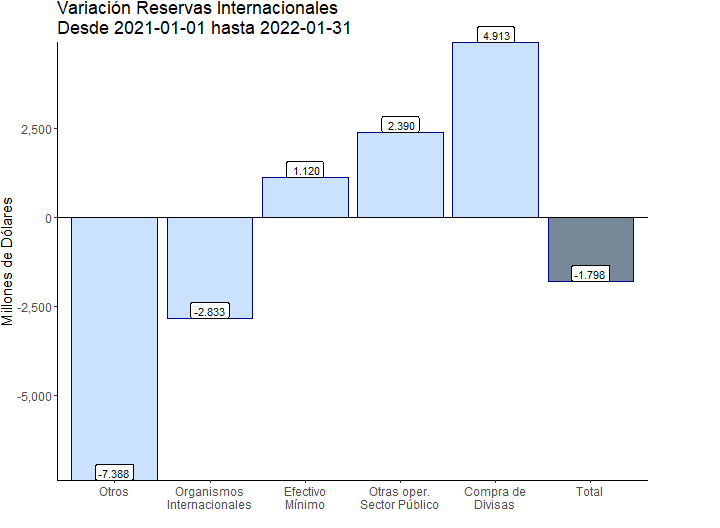 Variación Reservas Internacionales
Desde 2021-01-01 hasta 2022-01-31
4.913
2.390
1.120
-1.798
-2.833
-7.388
2,500
0
-2,500
-5,000
Millones de Dólares
Otros
Organismos
Internacionales
Efectivo
Mínimo
Otras oper.
Sector Público
Compra de
Divisas
Total